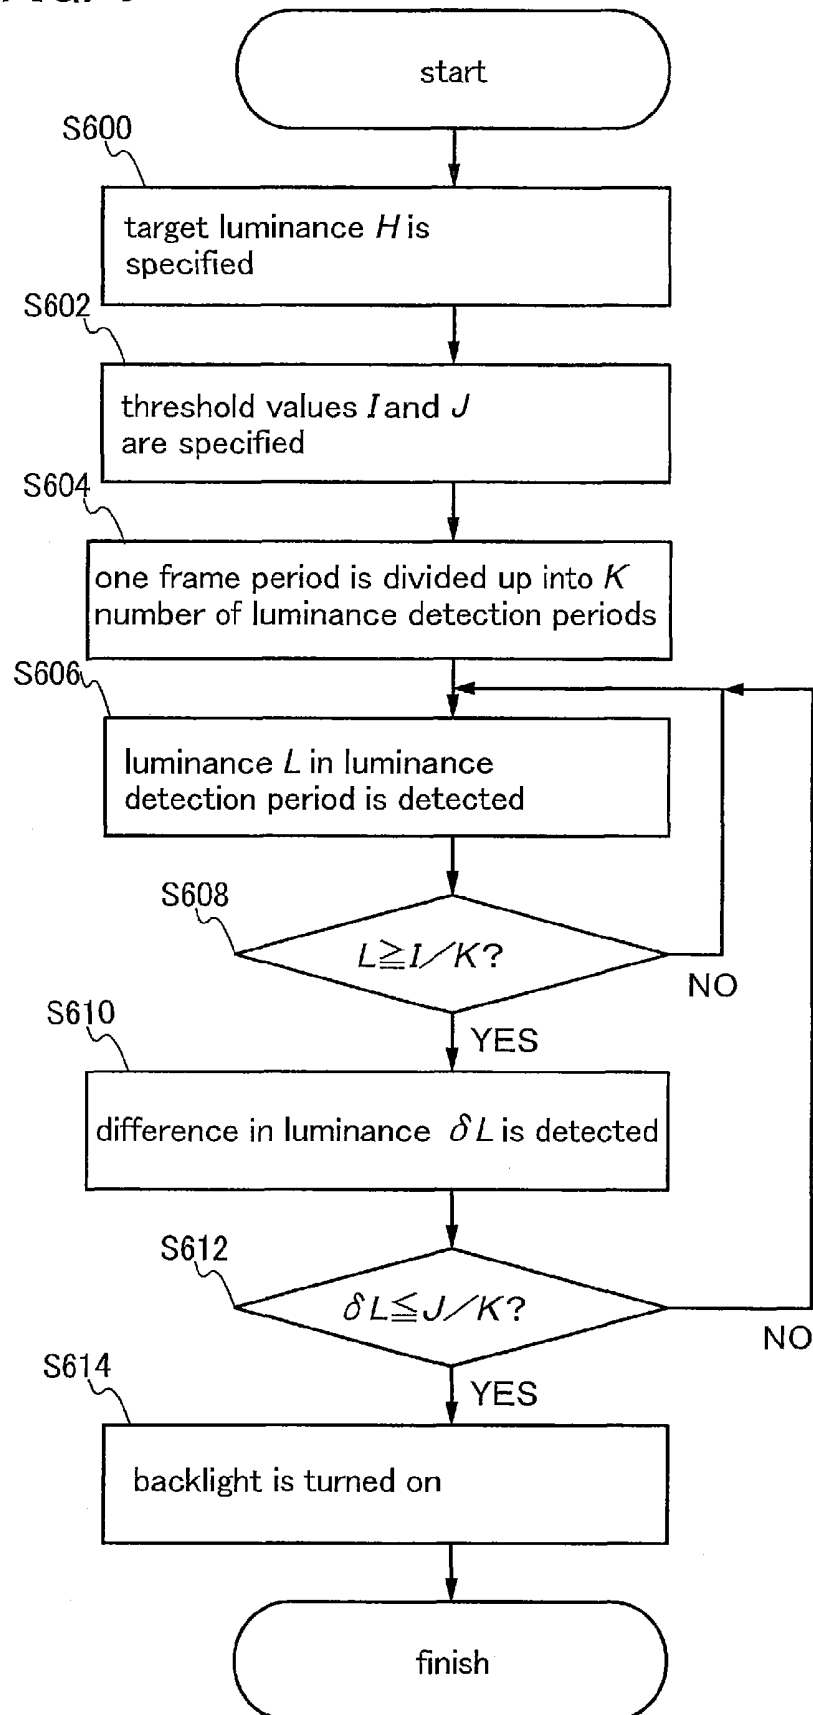 start
S600
target luminance H is
specified
S602
threshold values I and J
are specified
S604
one frame period is divided up into K
number of luminance detection periods
S606
luminance L in luminance
detection period is detected
S608
L≧I/K?
NO
YES
S610
difference in luminance δL is detected
S612
δL≦J/K?
NO
YES
S614
backlight is turned on
finish